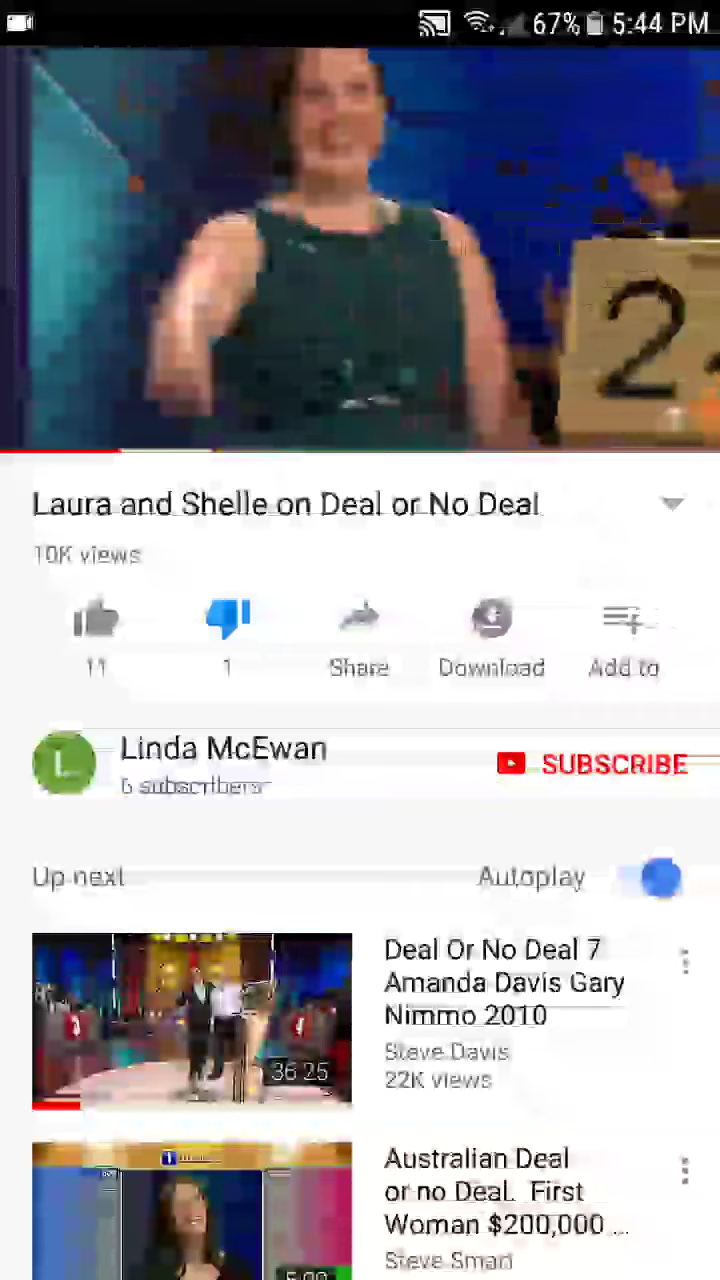 67% 5:44 PM
2
Laura and Shelle on Deal or No Deal
10K views
11
1
Share
Download
Add to
L
Linda McEwan
6 subscribers
SUBSCRIBE
Up next
Autoplay
Deal Or No Deal 7
Amanda Davis Gary
Nimmo 2010
Steve Davis
22K views
36:25
Australian Deal
or no Deal. First
Woman $200,000 ...
Steve Smart